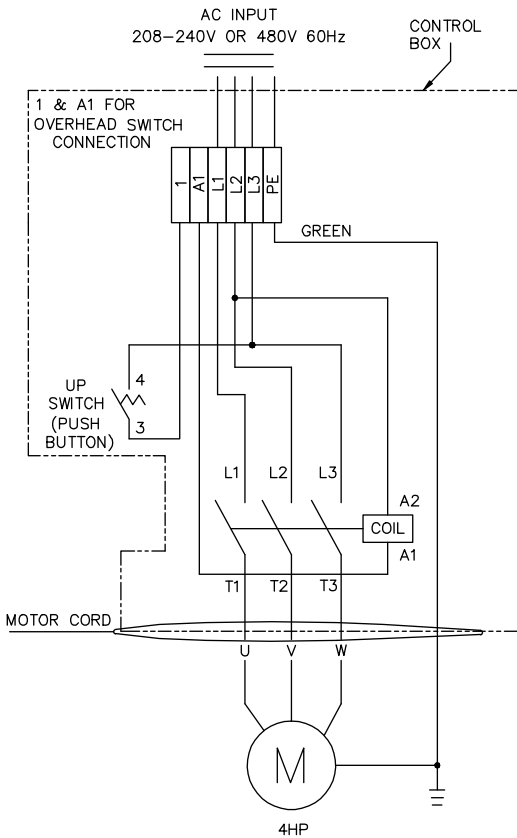 AC INPUT
208-240V OR 480V 60Hz
CONTROL
BOX
1 & A1 FOR
OVERHEAD SWITCH
CONNECTION
1
A1
L1
L2
L3
PE
GREEN
4
UP
SWITCH
(PUSH
BUTTON)
3
L1
L2
L3
A2
COIL
A1
T1
T2
T3
MOTOR CORD
U
V
W
M
4HP